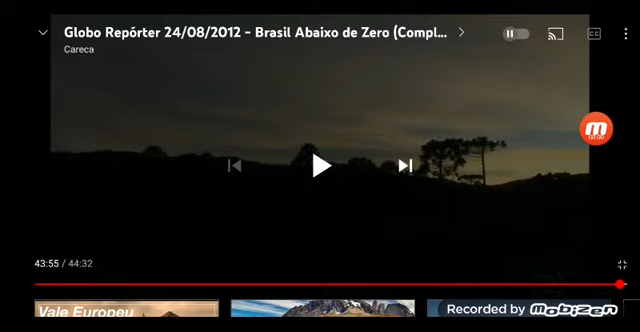 Globo Repórter 24/08/2012 - Brasil Abaixo de Zero (Compl...
Careca
CC
43:55 / 44:32
Vale Europeu
Recorded by mobizen